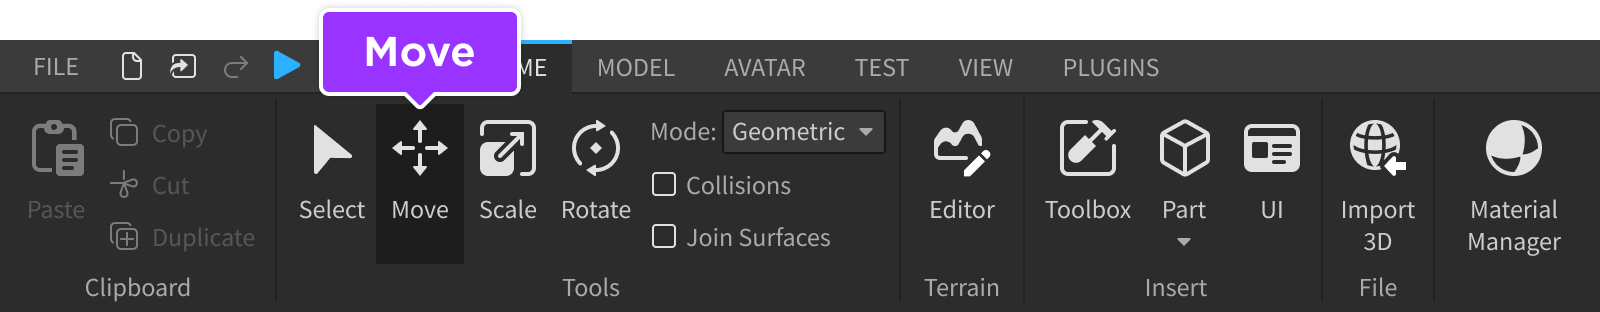 Move
FILE
ME
MODEL
AVATAR
TEST
VIEW
PLUGINS
Paste
Copy
Cut
Duplicate
Clipboard
Select
Move
Scale
Rotate
Mode: Geometric
Collisions
Join Surfaces
Tools
Editor
Terrain
Toolbox
Part
UI
Insert
Import
3D
File
Material
Manager